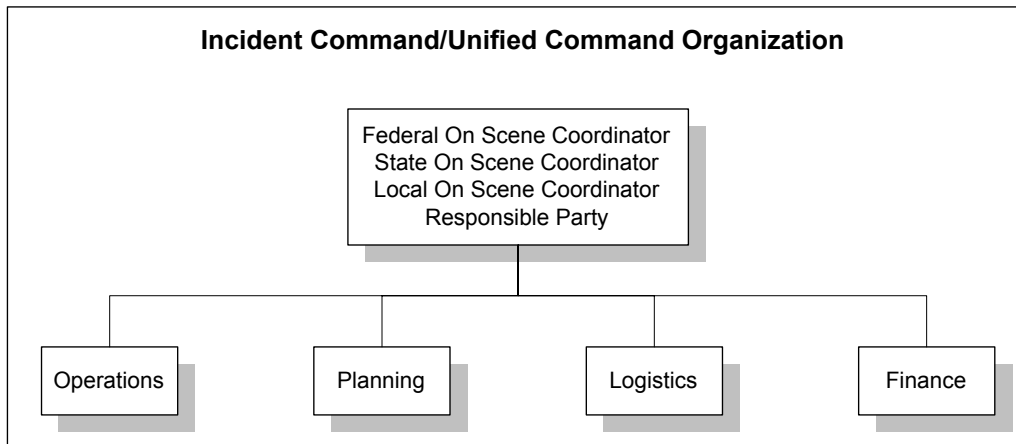 Incident Command/Unified Command Organization
Federal On Scene Coordinator
State On Scene Coordinator
Local On Scene Coordinator
Responsible Party
Operations
Planning
Logistics
Finance